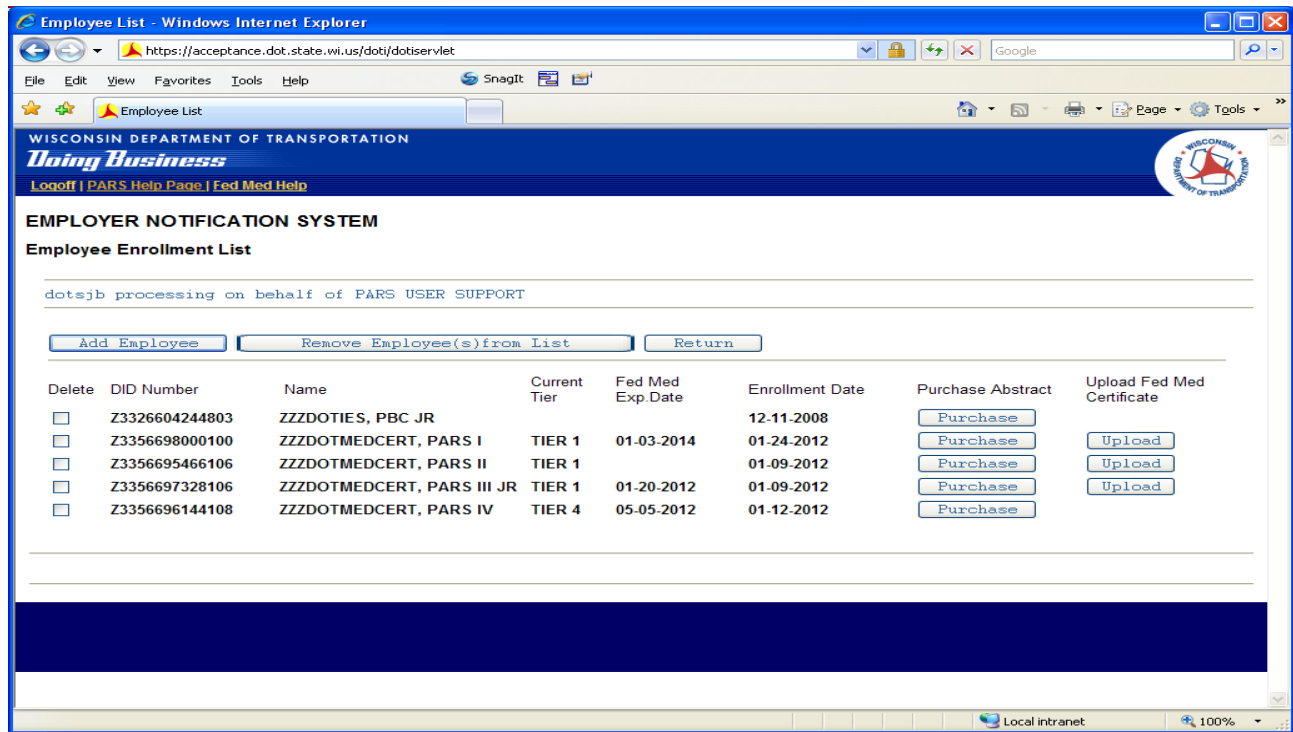 Employee List - Windows Internet Explorer
https://acceptance.dot.state.wi.us/doti/dotiservlet
Google
File Edit View Favorites Tools Help
SnagIt
Employee List
Page Tools »
WISCONSIN DEPARTMENT OF TRANSPORTATION
Doing Business
WISCONSIN
DEPARTMENT OF TRANSPORTATION
Logoff | PARS Help Page | Fed Med Help
EMPLOYER NOTIFICATION SYSTEM
Employee Enrollment List
dotsjb processing on behalf of PARS USER SUPPORT
Add Employee Remove Employee(s)from List Return
Delete DID Number Name Current Tier Fed Med Exp.Date Enrollment Date Purchase Abstract Upload Fed Med Certificate
Z3326604244803 ZZZDOTIES, PBC JR 12-11-2008 Purchase
Z3356698000100 ZZZDOTMEDCERT, PARS I TIER 1 01-03-2014 01-24-2012 Purchase Upload
Z3356695466106 ZZZDOTMEDCERT, PARS II TIER 1 01-09-2012 Purchase Upload
Z3356697328106 ZZZDOTMEDCERT, PARS III JR TIER 1 01-20-2012 01-09-2012 Purchase Upload
Z3356696144108 ZZZDOTMEDCERT, PARS IV TIER 4 05-05-2012 01-12-2012 Purchase
Local intranet 100%